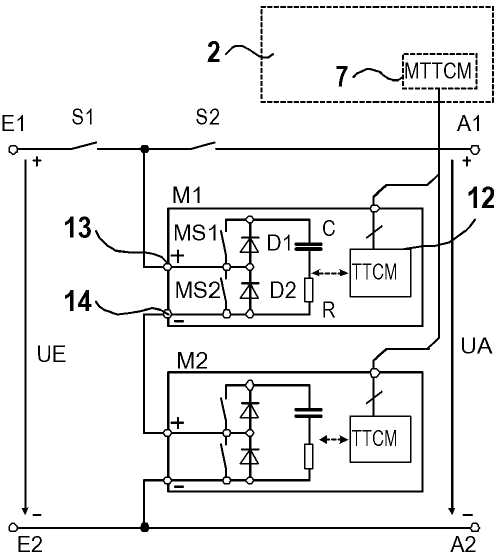 2
7
MTTCM
E1
S1
S2
A1
+
+
M1
12
13
+
MS1
D1
C
TTCM
14
MS2
D2
R
−
UE
UA
M2
+
TTCM
−
−
−
E2
A2